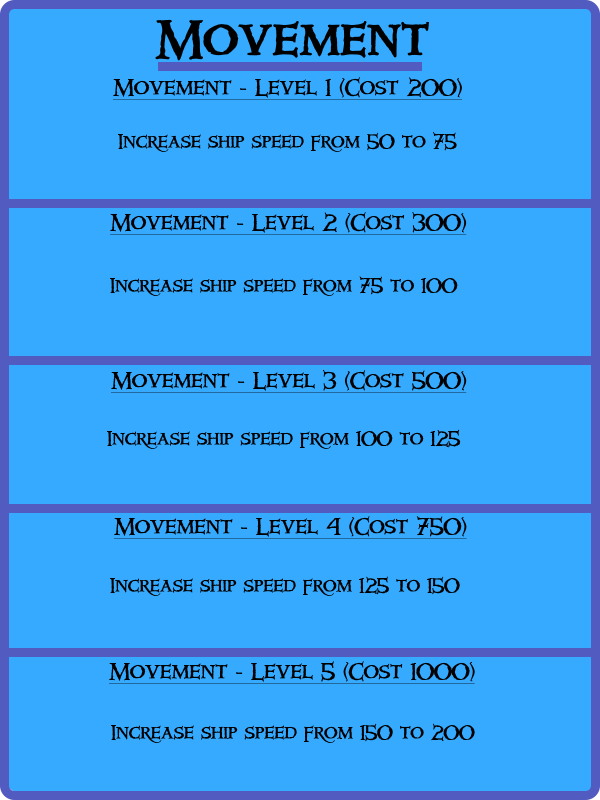 Movement
Movement - Level 1 (Cost 200)
Increase ship speed from 50 to 75
Movement - Level 2 (Cost 300)
Increase ship speed from 75 to 100
Movement - Level 3 (Cost 500)
Increase ship speed from 100 to 125
Movement - Level 4 (Cost 750)
Increase ship speed from 125 to 150
Movement - Level 5 (Cost 1000)
Increase ship speed from 150 to 200